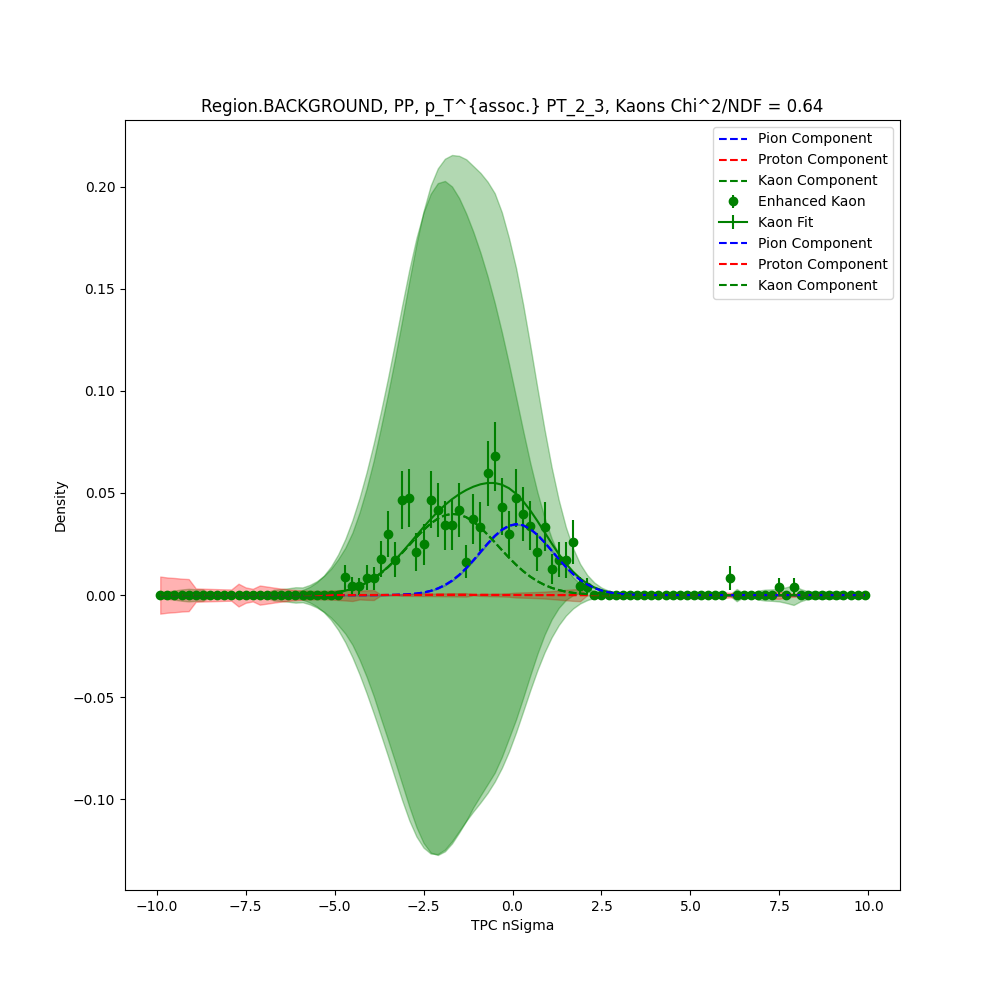 Region.BACKGROUND, PP, p_T^{assoc.} PT_2_3, Kaons Chi^2/NDF = 0.64
Pion Component
Proton Component
Kaon Component
Enhanced Kaon
Kaon Fit
Pion Component
Proton Component
Kaon Component
0.20
0.15
0.10
0.05
0.00
−0.05
−0.10
Density
−10.0 −7.5 −5.0 −2.5 0.0 2.5 5.0 7.5 10.0
TPC nSigma